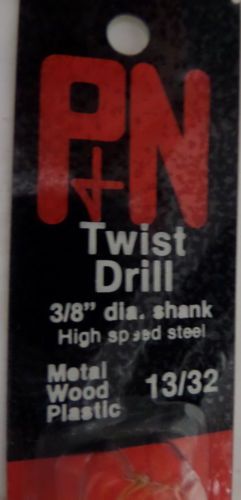 P+N
Twist
Drill
3/8" dia. shank
High speed steel
Metal
Wood 13/32
Plastic